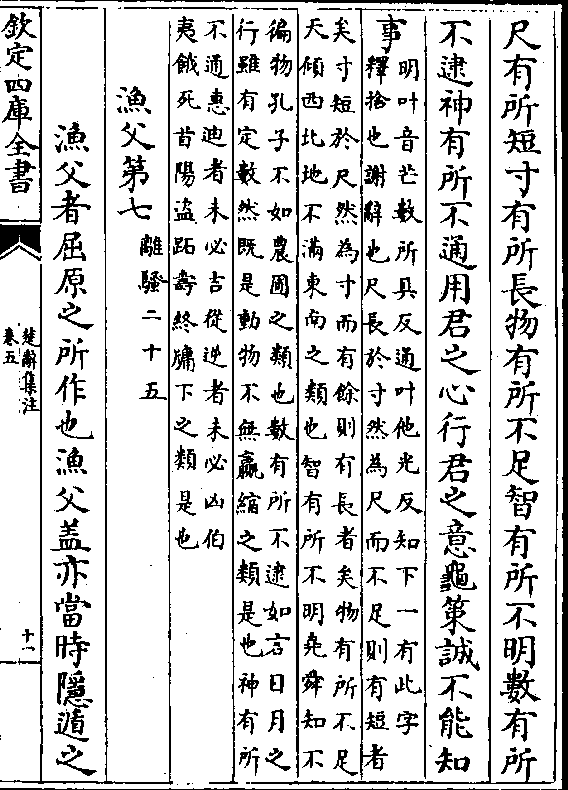 尺有所短寸有所長物有所不足智有所不明數有所
不逮神有所不通用君之心行君之意龜策誠不能知
事
明叶音芒數所具反通叶他光反知下一有此字
釋捨也謝辭也尺長於寸然為尺而不足則有短者
矣寸短於尺然為寸而有餘則有長者矣物有所不足
天傾西北地不滿東南之類也智有所不明堯舜知不
徧物孔子不如農圃之類也數有所不逮如言日月之
行雖有定數然既是動物不無贏縮之類是也神有所
不通惠迪者未必吉從逆者未必凶伯
夷餓死首陽盜跖壽終牖下之類是也
漁父第七
離騷二十五
漁父者屈原之所作也漁父蓋亦當時隱遁之
欽定四庫全書
楚辭集注
卷五
十一